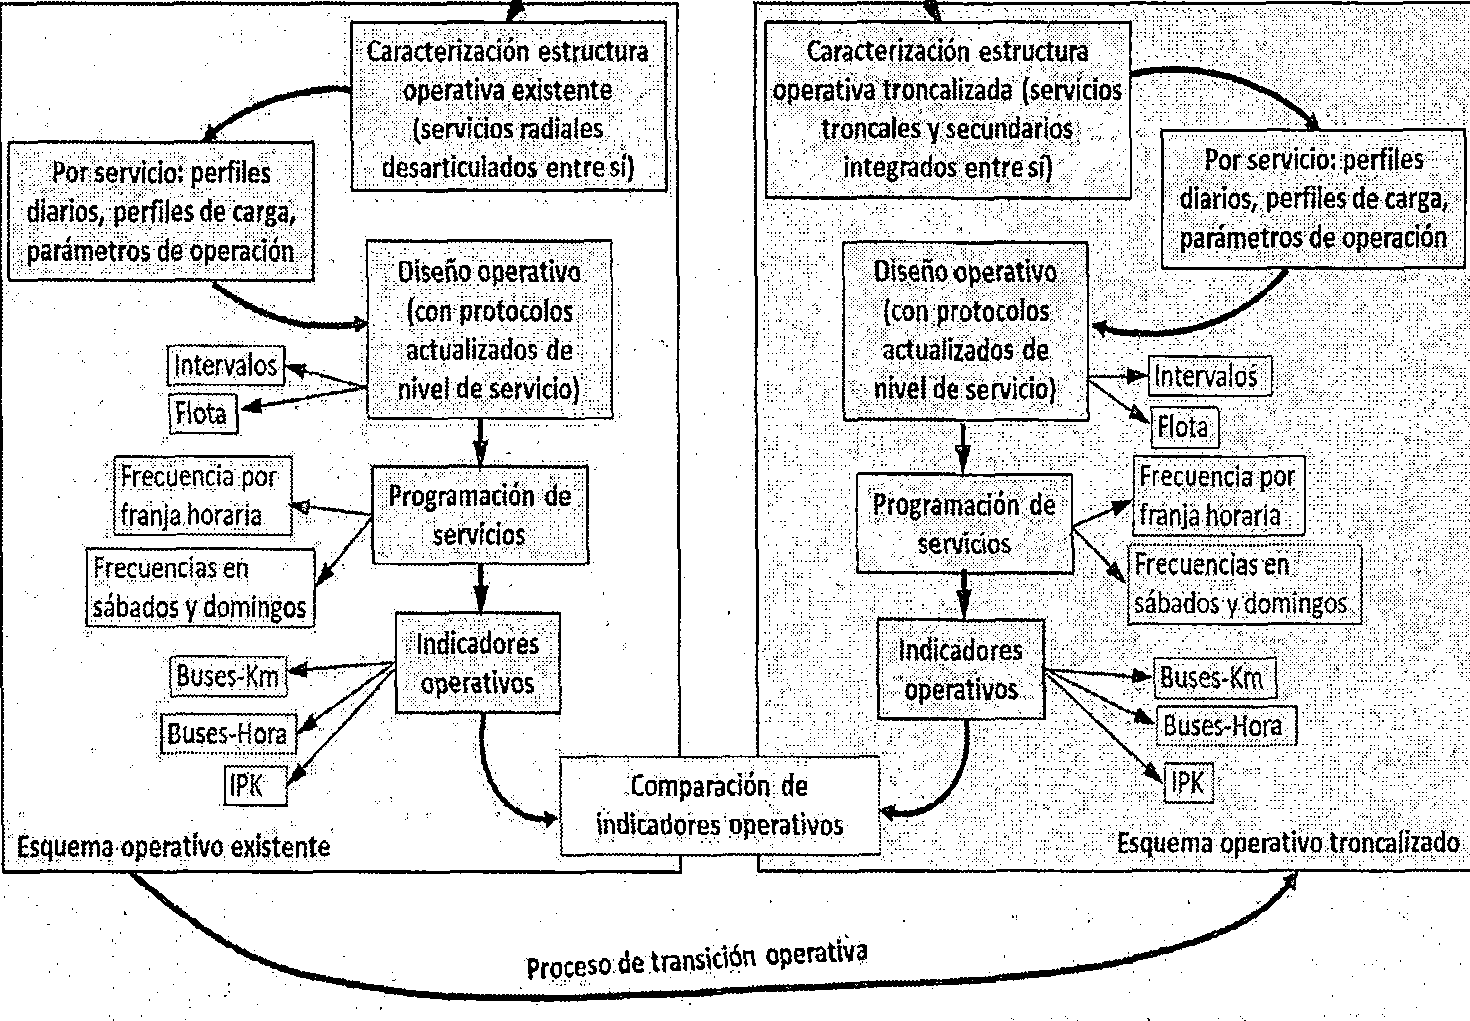 Caracterización estructura
operativa existente
(servicios radiales
desarticulados entre sí)
Por servicio: perfiles
diarios, perfiles de carga,
parámetros de operación
Diseño operativo
(con protocolos
actualizados de
nivel de servicio)
Intervalos
Flota
Programación de
servicios
Frecuencia por
franja horaria
Frecuencias en
sábados y domingos
Indicadores
operativos
Buses-Km
Buses-Hora
IPK
Esquema operativo existente
Caracterización estructura
operativa troncalizada (servicios
troncales y secundarios
integrados entre sí)
Por servicio: perfiles
diarios, perfiles de carga,
parámetros de operación
Diseño operativo
(con protocolos
actualizados de
nivel de servicio)
Intervalos
Flota
Programación de
servicios
Frecuencia por
franja horaria
Frecuencias en
sábados y domingos
Indicadores
operativos
Buses-Km
Buses-Hora
IPK
Comparación de
indicadores operativos
Esquema operativo troncalizado
Proceso de transición operativa